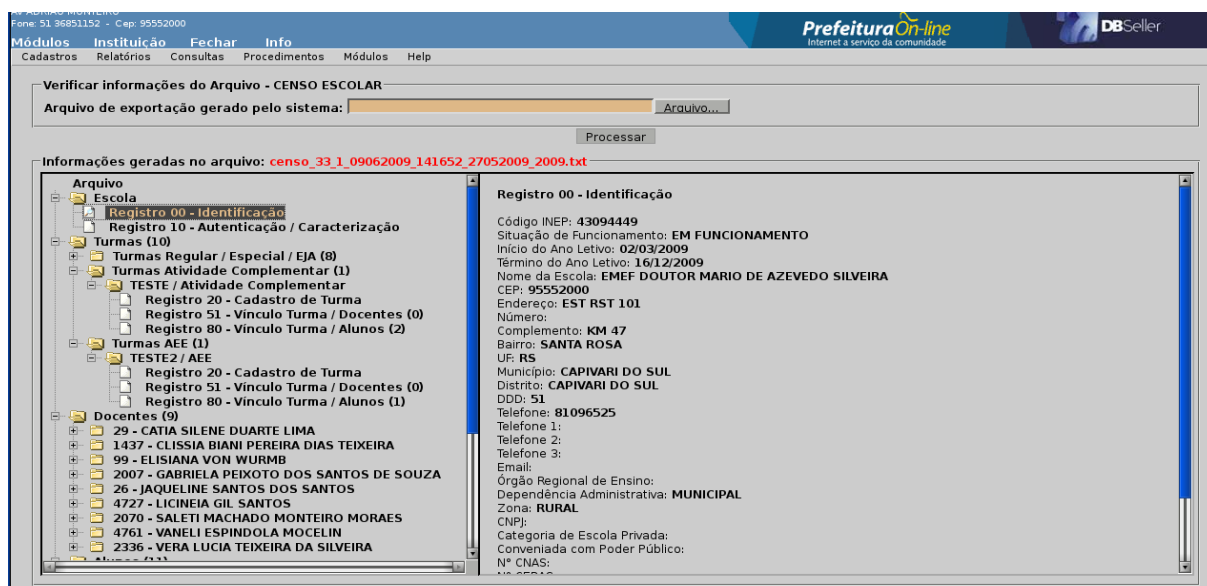 Av ADRIAO MONTEIRO
Fone: 51 36851152 - Cep: 95552000
Módulos Instituição Fechar Info
Prefeitura On-line
Internet a serviço da comunidade
DBSeller
Cadastros Relatórios Consultas Procedimentos Módulos Help
Verificar informações do Arquivo - CENSO ESCOLAR
Arquivo de exportação gerado pelo sistema: Arquivo...
Processar
Informações geradas no arquivo: censo_33_1_09062009_141652_27052009_2009.txt
Arquivo
Escola
Registro 00 - Identificação
Registro 10 - Autenticação / Caracterização
Turmas (10)
Turmas Regular / Especial / EJA (8)
Turmas Atividade Complementar (1)
TESTE / Atividade Complementar
Registro 20 - Cadastro de Turma
Registro 51 - Vínculo Turma / Docentes (0)
Registro 80 - Vínculo Turma / Alunos (2)
Turmas AEE (1)
TESTE2 / AEE
Registro 20 - Cadastro de Turma
Registro 51 - Vínculo Turma / Docentes (0)
Registro 80 - Vínculo Turma / Alunos (1)
Docentes (9)
29 - CATIA SILENE DUARTE LIMA
1437 - CLISSIA BIANI PEREIRA DIAS TEIXEIRA
99 - ELISIANA VON WURMB
2007 - GABRIELA PEIXOTO DOS SANTOS DE SOUZA
26 - JAQUELINE SANTOS DOS SANTOS
4727 - LICINEIA GIL SANTOS
2070 - SALETI MACHADO MONTEIRO MORAES
4761 - VANELI ESPINDOLA MOCELIN
2336 - VERA LUCIA TEIXEIRA DA SILVEIRA
Alunos (11)
Registro 00 - Identificação
Código INEP: 43094449
Situação de Funcionamento: EM FUNCIONAMENTO
Início do Ano Letivo: 02/03/2009
Término do Ano Letivo: 16/12/2009
Nome da Escola: EMEF DOUTOR MARIO DE AZEVEDO SILVEIRA
CEP: 95552000
Endereço: EST RST 101
Número:
Complemento: KM 47
Bairro: SANTA ROSA
UF: RS
Município: CAPIVARI DO SUL
Distrito: CAPIVARI DO SUL
DDD: 51
Telefone: 81096525
Telefone 1:
Telefone 2:
Telefone 3:
Email:
Órgão Regional de Ensino:
Dependência Administrativa: MUNICIPAL
Zona: RURAL
CNPJ:
Categoria de Escola Privada:
Conveniada com Poder Público:
N° CNAS: